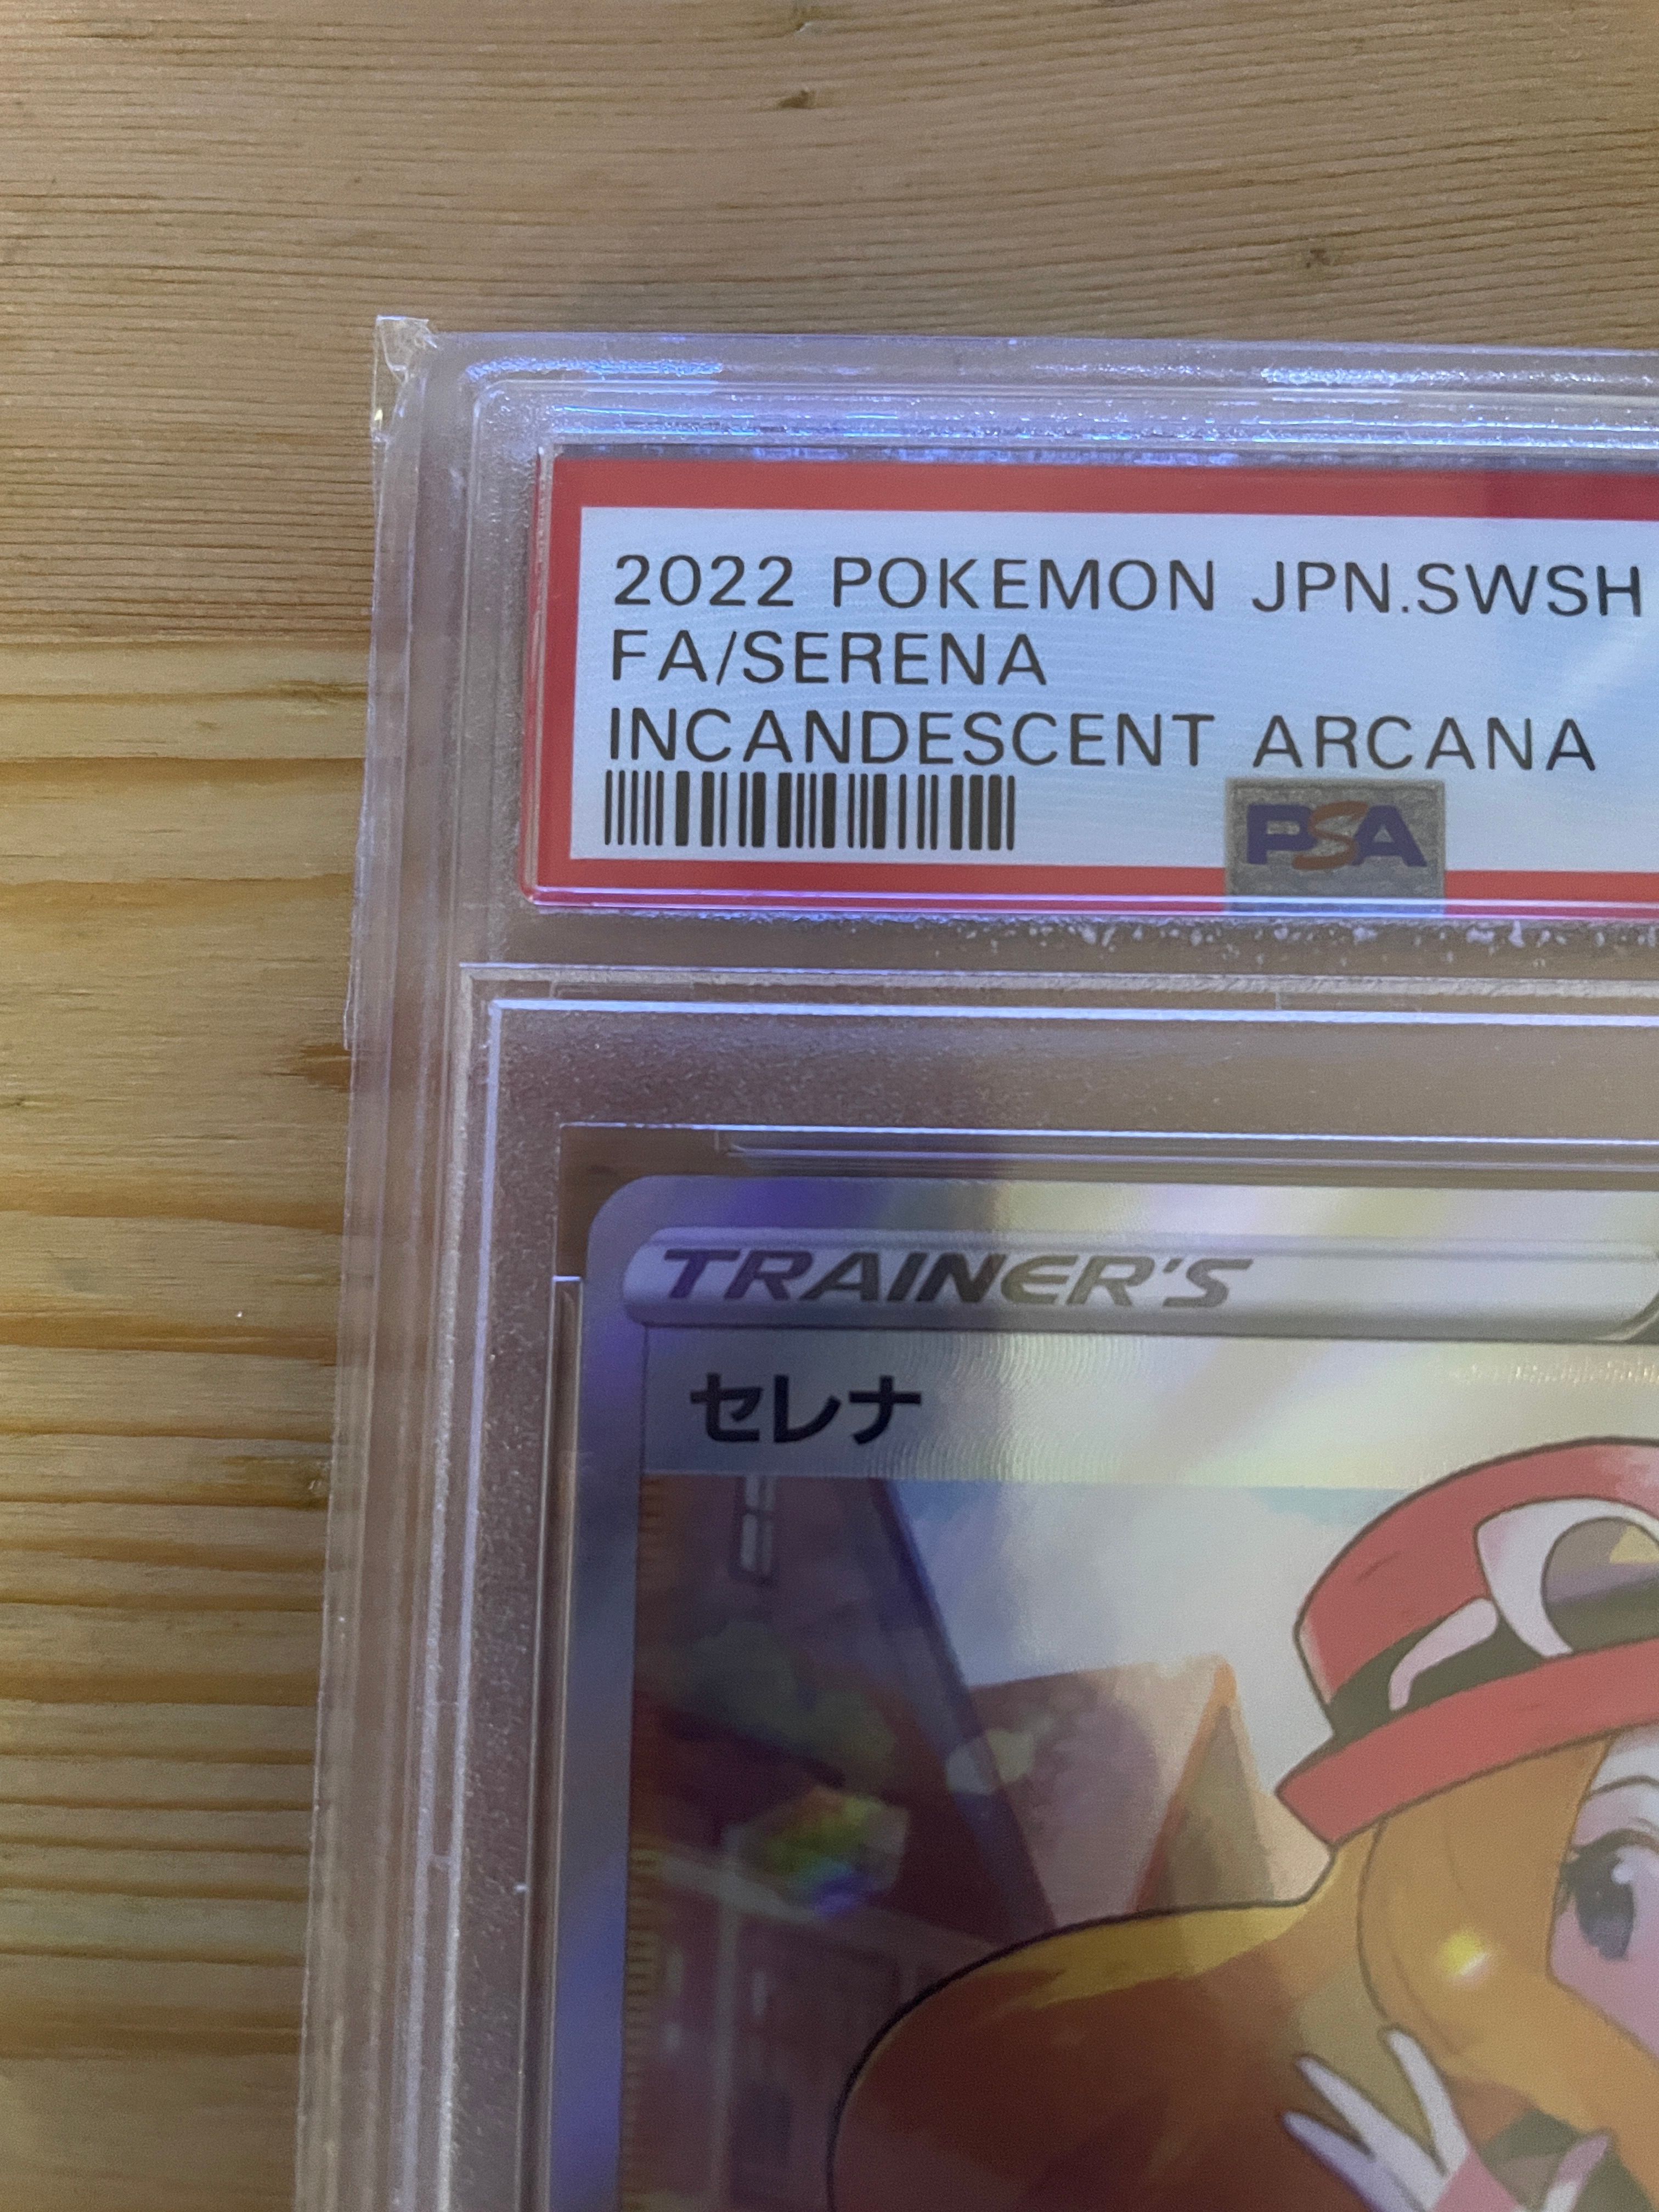 2022 POKEMON JPN.SWSH
FA/SERENA
INCANDESCENT ARCANA
PSA
TRAINER'S
セレナ